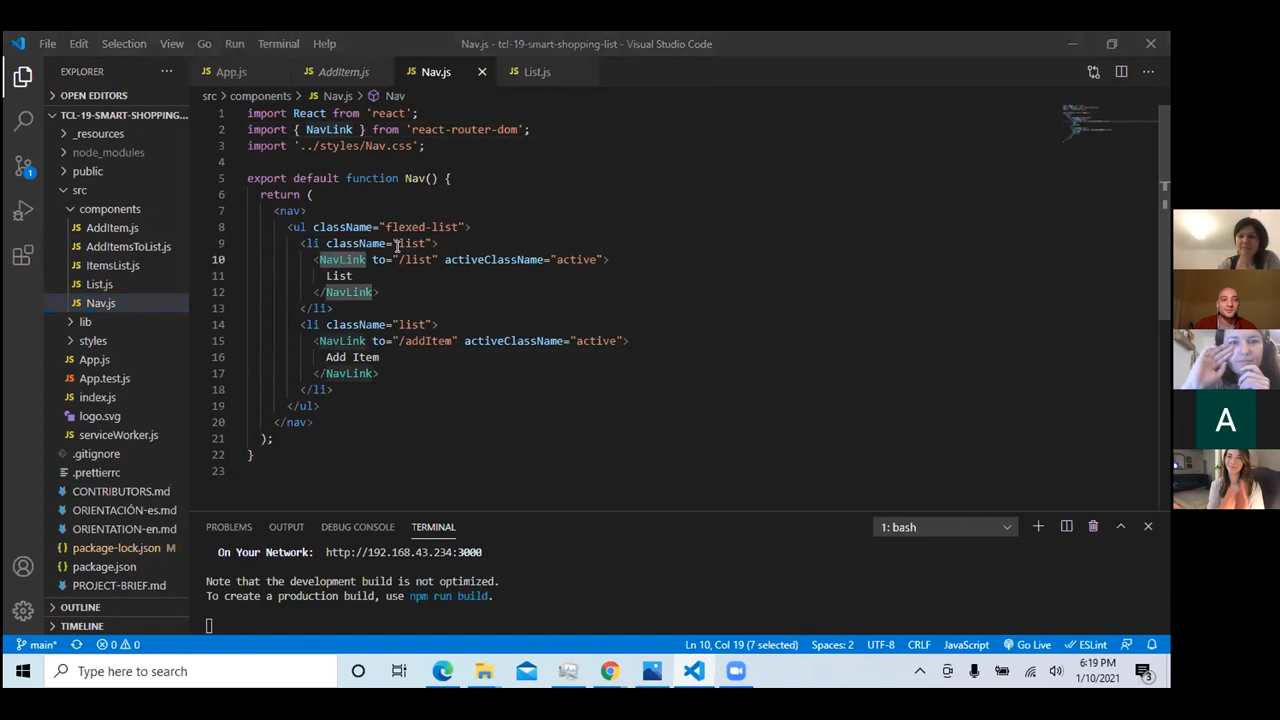 File Edit Selection View Go Run Terminal Help Nav.js - tcl-19-smart-shopping-list - Visual Studio Code
EXPLORER
OPEN EDITORS
TCL-19-SMART-SHOPPING...
_resources
node_modules
public
src
components
AddItem.js
AddItemsToList.js
ItemsList.js
List.js
Nav.js
lib
styles
App.js
App.test.js
index.js
logo.svg
serviceWorker.js
.gitignore
.prettierrc
CONTRIBUTORS.md
ORIENTACIÓN-es.md
ORIENTATION-en.md
package-lock.json M
package.json
PROJECT-BRIEF.md
OUTLINE
TIMELINE
1
App.js AddItem.js Nav.js List.js
src components Nav.js Nav
1 import React from 'react';
2 import { NavLink } from 'react-router-dom';
3 import '../styles/Nav.css';
4
5 export default function Nav() {
6 return (
7 <nav>
8 <ul className="flexed-list">
9 <li className="list">
10 <NavLink to="/list" activeClassName="active">
11 List
12 </NavLink>
13 </li>
14 <li className="list">
15 <NavLink to="/addItem" activeClassName="active">
16 Add Item
17 </NavLink>
18 </li>
19 </ul>
20 </nav>
21 );
22 }
23
PROBLEMS OUTPUT DEBUG CONSOLE TERMINAL 1: bash
On Your Network: http://192.168.43.234:3000
Note that the development build is not optimized.
To create a production build, use npm run build.
main* 0 0 Ln 10, Col 19 (7 selected) Spaces: 2 UTF-8 CRLF JavaScript Go Live ESLint
Type here to search
6:19 PM
1/10/2021
3
A